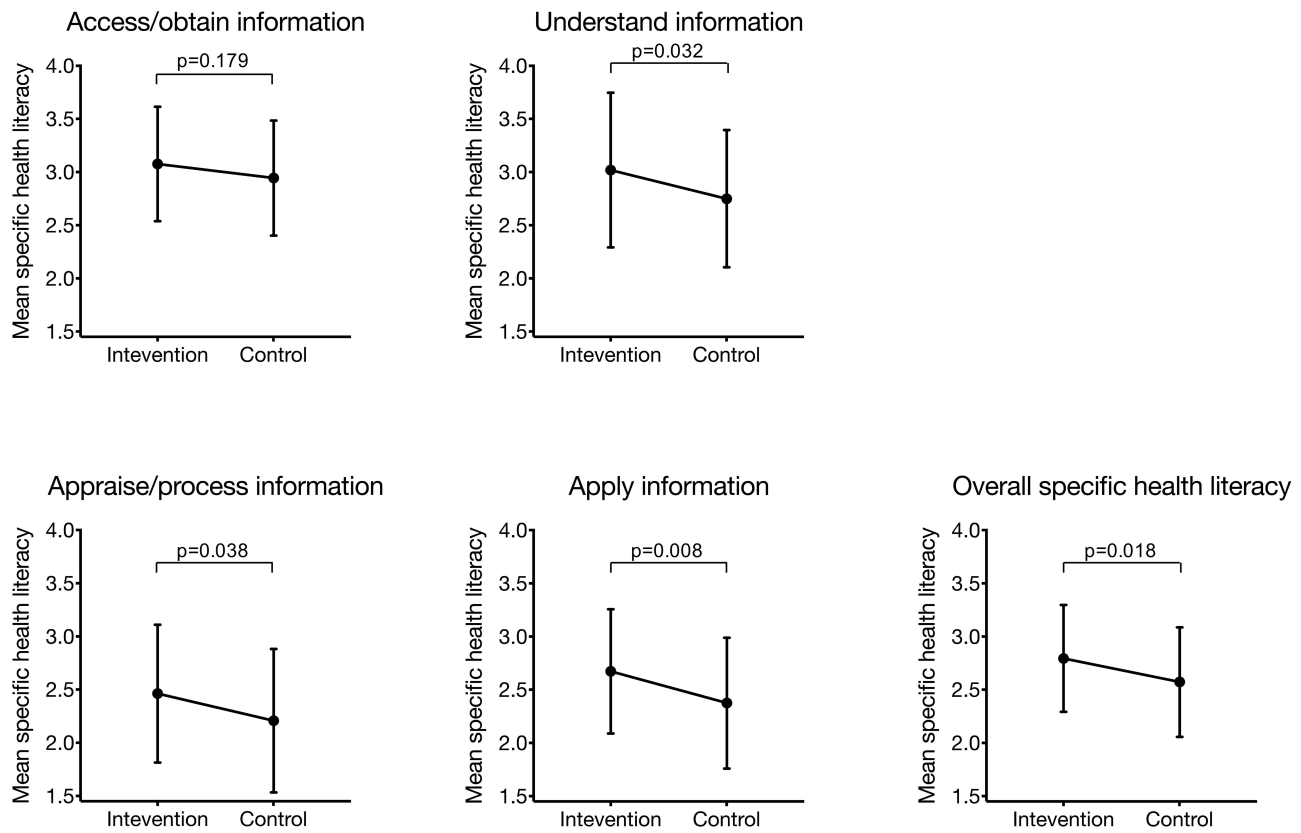 Access/obtain information
p=0.179
Mean specific health literacy
4.0
3.5
3.0
2.5
2.0
1.5
Intevention Control
Understand information
p=0.032
Mean specific health literacy
4.0
3.5
3.0
2.5
2.0
1.5
Intevention Control
Appraise/process information
p=0.038
Mean specific health literacy
4.0
3.5
3.0
2.5
2.0
1.5
Intevention Control
Apply information
p=0.008
Mean specific health literacy
4.0
3.5
3.0
2.5
2.0
1.5
Intevention Control
Overall specific health literacy
p=0.018
Mean specific health literacy
4.0
3.5
3.0
2.5
2.0
1.5
Intevention Control